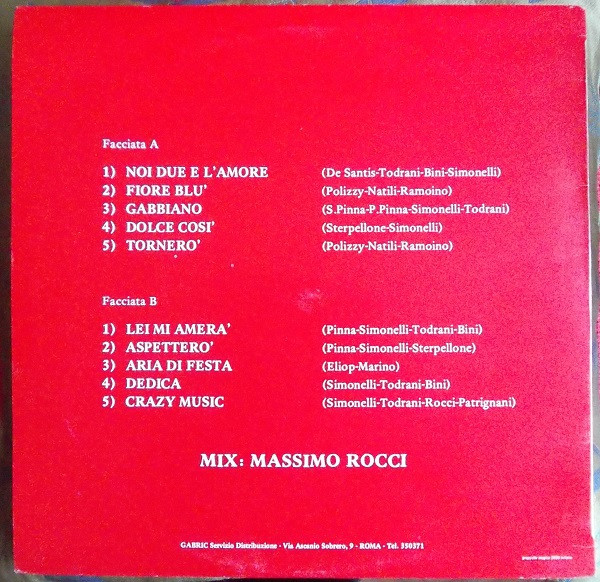 Facciata A
1) NOI DUE E L'AMORE (De Santis-Todrani-Bini-Simonelli)
2) FIORE BLU' (Polizzy-Natili-Ramoino)
3) GABBIANO (S.Pinna-P.Pinna-Simonelli-Todrani)
4) DOLCE COSI' (Sterpellone-Simonelli)
5) TORNERO' (Polizzy-Natili-Ramoino)
Facciata B
1) LEI MI AMERA' (Pinna-Simonelli-Todrani-Bini)
2) ASPETTERO' (Pinna-Simonelli-Sterpellone)
3) ARIA DI FESTA (Eliop-Marino)
4) DEDICA (Simonelli-Todrani-Bini)
5) CRAZY MUSIC (Simonelli-Todrani-Rocci-Patrignani)
MIX: MASSIMO ROCCI
GABRIC Servizio Distribuzione - Via Ascanio Sobrero, 9 - ROMA - Tel. 350371